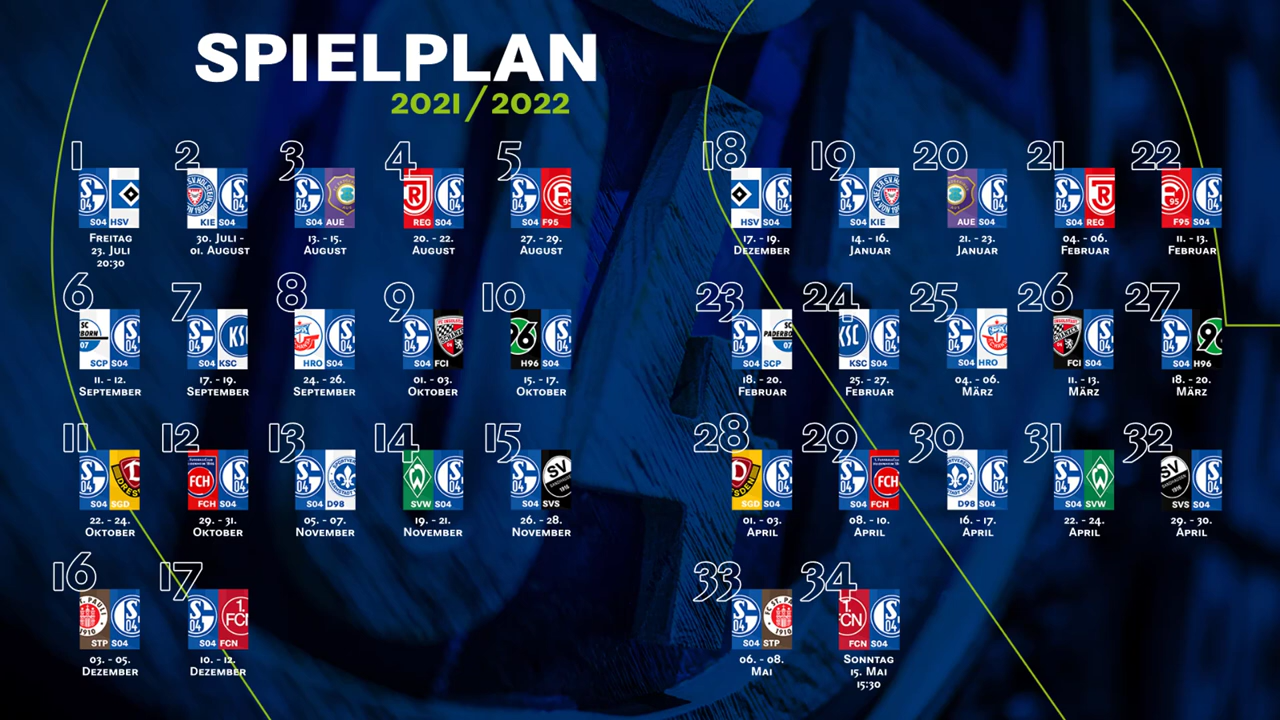 SPIELPLAN
2021/2022
1
S04 HSV
FREITAG
23. JULI
20:30
2
KIE S04
30. JULI -
01. AUGUST
3
S04 AUE
13. - 15.
AUGUST
4
REG S04
20. - 22.
AUGUST
5
S04 F95
27. - 29.
AUGUST
6
SCP S04
11. - 12.
SEPTEMBER
7
S04 KSC
17. - 19.
SEPTEMBER
8
HRO S04
24. - 26.
SEPTEMBER
9
S04 FCI
01. - 03.
OKTOBER
10
H96 S04
15. - 17.
OKTOBER
11
S04 SGD
22. - 24.
OKTOBER
12
FCH S04
29. - 31.
OKTOBER
13
S04 D98
05. - 07.
NOVEMBER
14
SVW S04
19. - 21.
NOVEMBER
15
S04 SVS
26. - 28.
NOVEMBER
16
STP S04
03. - 05.
DEZEMBER
17
S04 FCN
10. - 12.
DEZEMBER
18
HSV S04
17. - 19.
DEZEMBER
19
S04 KIE
14. - 16.
JANUAR
20
AUE S04
21. - 23.
JANUAR
21
S04 REG
04. - 06.
FEBRUAR
22
F95 S04
11. - 13.
FEBRUAR
23
S04 SCP
18. - 20.
FEBRUAR
24
KSC S04
25. - 27.
FEBRUAR
25
S04 HRO
04. - 06.
MÄRZ
26
FCI S04
11. - 13.
MÄRZ
27
S04 H96
18. - 20.
MÄRZ
28
SGD S04
01. - 03.
APRIL
29
S04 FCH
08. - 10.
APRIL
30
D98 S04
16. - 17.
APRIL
31
S04 SVW
22. - 24.
APRIL
32
SVS S04
29. - 30.
APRIL
33
S04 STP
06. - 08.
MAI
34
FCN S04
SONNTAG
15. MAI
15:30